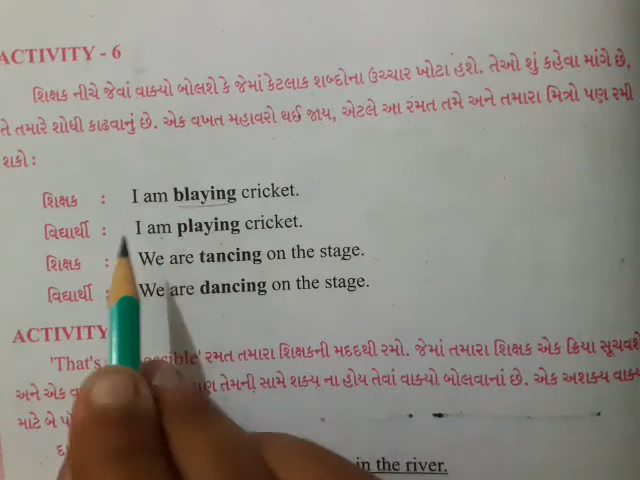 ACTIVITY - 6
શિક્ષક નીચે જેવાં વાક્યો બોલશે કે જેમાં કેટલાક શબ્દોના ઉચ્ચાર ખોટા હશે. તેઓ શું કહેવા માંગે છે,
તે તમારે શોધી કાઢવાનું છે. એક વખત મહાવરો થઈ જાય, એટલે આ રમત તમે અને તમારા મિત્રો પણ રમી
શકો :
શિક્ષક : I am blaying cricket.
વિદ્યાર્થી : I am playing cricket.
શિક્ષક : We are tancing on the stage.
વિદ્યાર્થી : We are dancing on the stage.
ACTIVITY
'That's રમત તમારા શિક્ષકની મદદથી રમો. જેમાં તમારા શિક્ષક એક ક્રિયા સૂચવશે
અને એક પણ તેમની સામે શક્ય ના હોય તેવાં વાક્યો બોલવાનાં છે. એક અશક્ય વાક્ય
માટે બે
in the river.